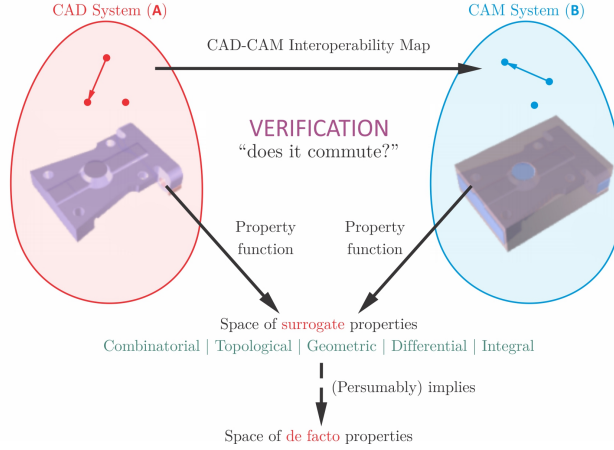 CAD System (A)
CAM System (B)
CAD-CAM Interoperability Map
VERIFICATION
“does it commute?”
Property
function
Property
function
Space of surrogate properties
Combinatorial | Topological | Geometric | Differential | Integral
(Persumably) implies
Space of de facto properties